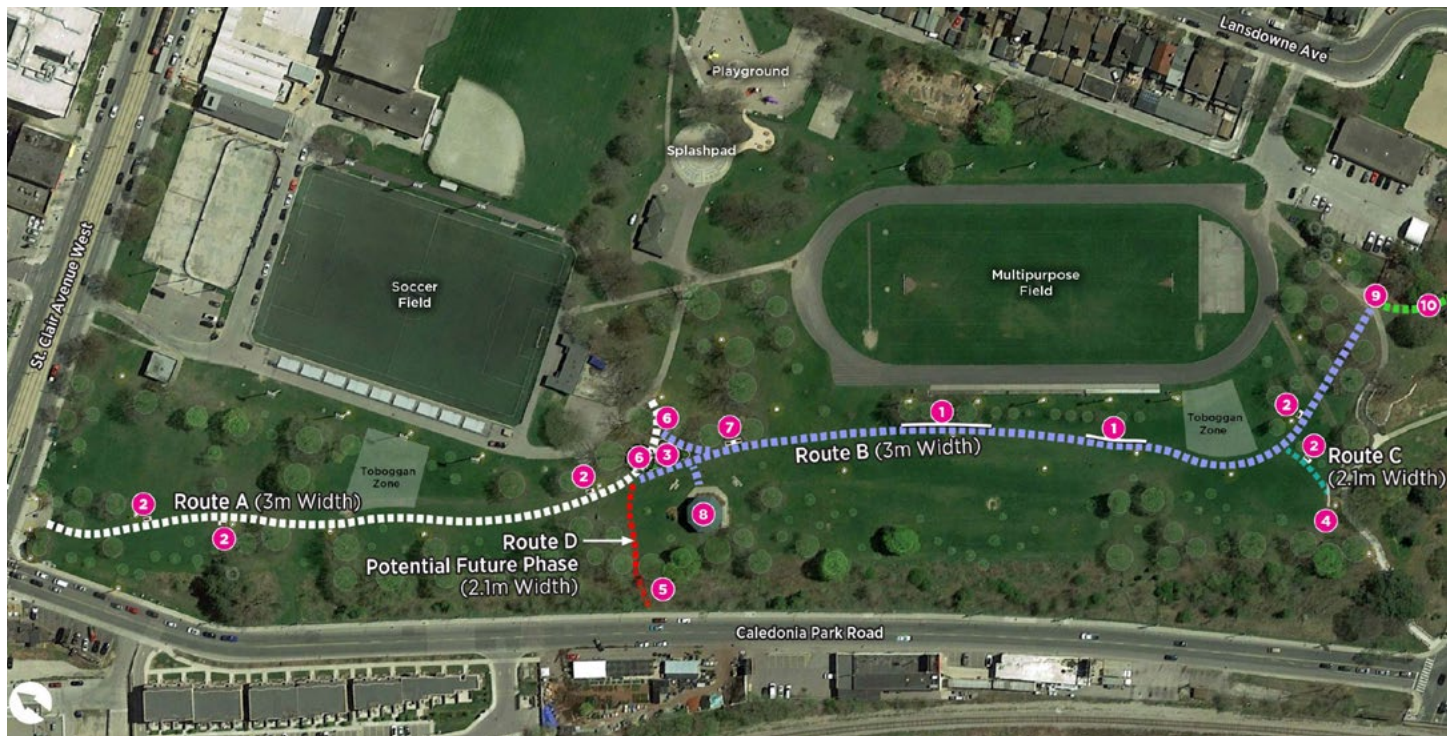 Lansdowne Ave
Playground
Splashpad
St. Clair Avenue West
Soccer
Field
Multipurpose
Field
9
10
Toboggan
Zone
Toboggan
Zone
1
1
2
2
6
7
6
3
Route B (3m Width)
Route C
(2.1m Width)
2
Route A (3m Width)
2
2
8
4
Route D
Potential Future Phase
(2.1m Width)
5
Caledonia Park Road